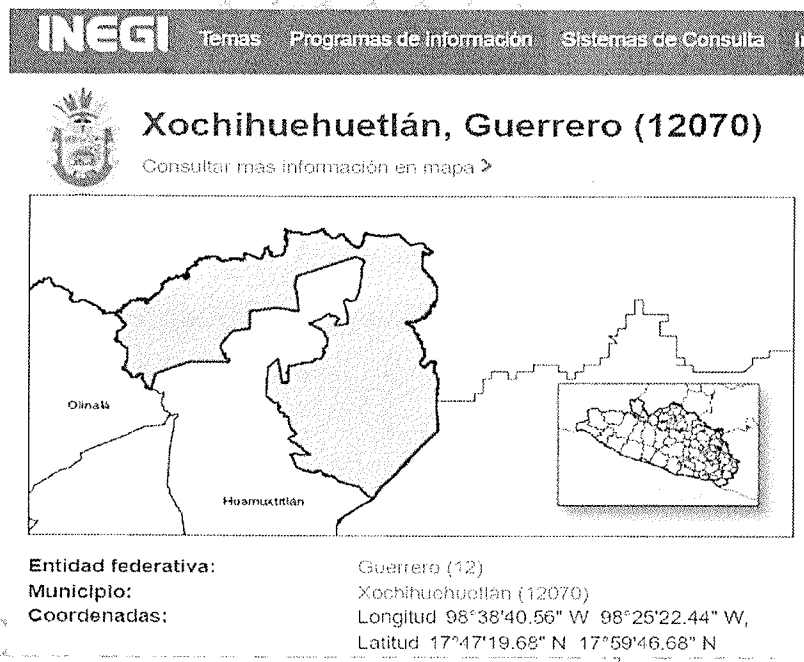 INEGI Temas Programas de Información Sistemas de Consulta
Xochihuehuetlán, Guerrero (12070)
Consultar mas información en mapa >
Olinalá
Huamuxtitlán
Entidad federativa: Guerrero (12)
Municipio: Xochihuehuetlán (12070)
Coordenadas: Longitud 98°38'40.56" W 98°25'22.44" W,
Latitud 17°47'19.68" N 17°59'46.68" N